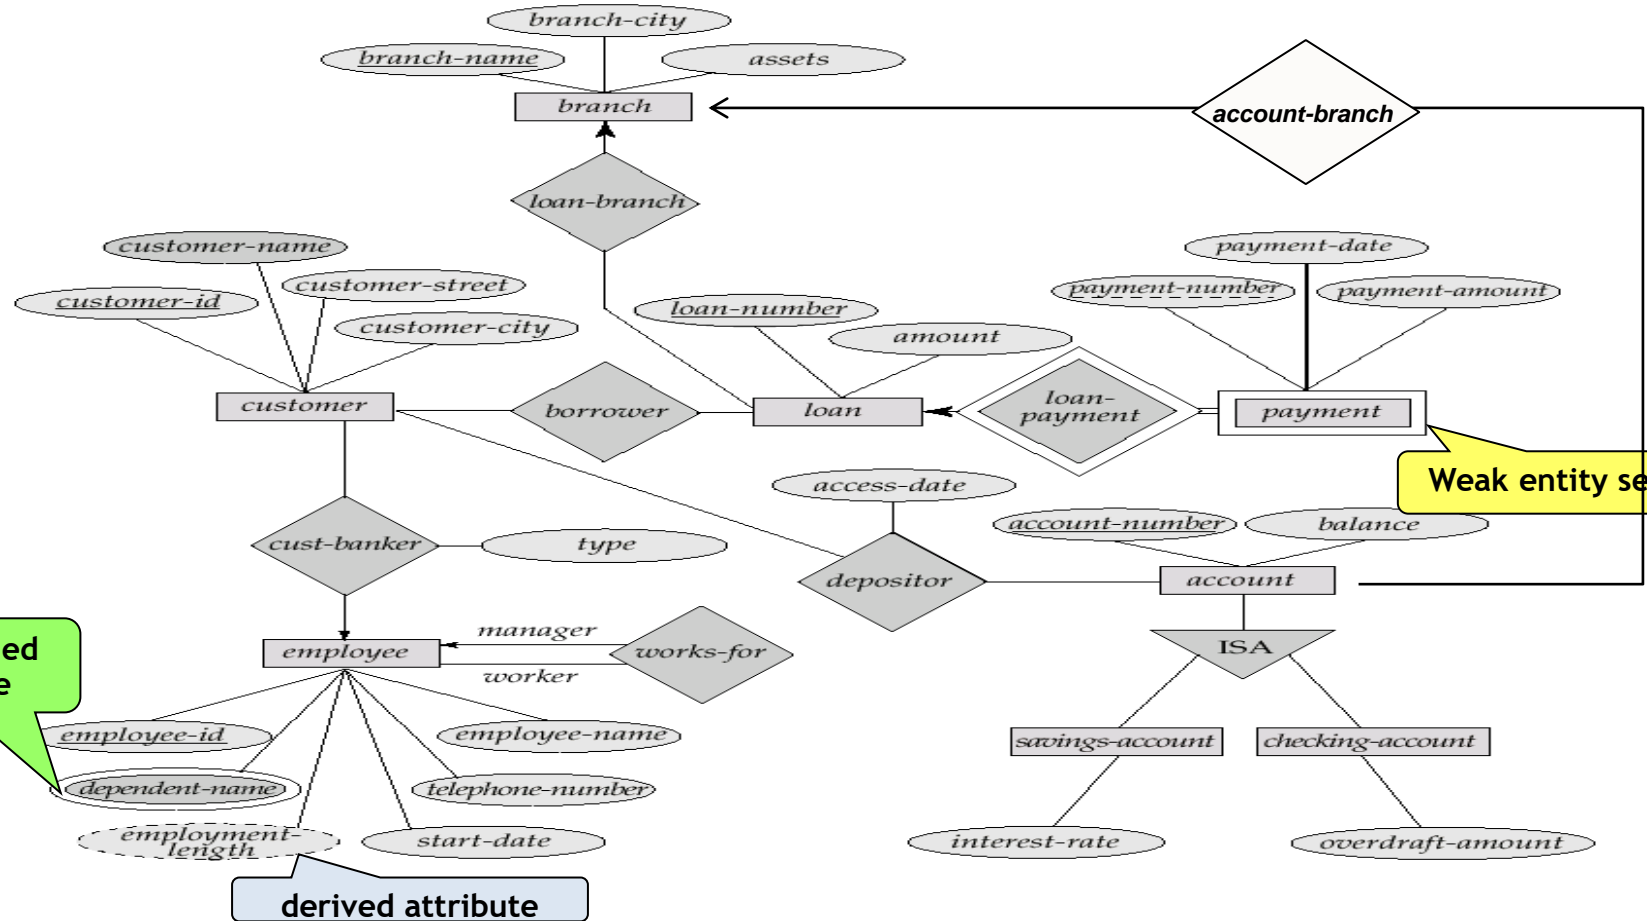 branch-city
branch-name
assets
branch
account-branch
loan-branch
customer-name
payment-date
customer-street
customer-id
loan-number
payment-number
payment-amount
customer-city
amount
customer
borrower
loan
loan-
payment
payment
Weak entity se
access-date
account-number
balance
cust-banker
type
depositor
account
manager
employee
works-for
worker
ISA
ed
e
employee-id
employee-name
savings-account
checking-account
dependent-name
telephone-number
employment-
length
start-date
interest-rate
overdraft-amount
derived attribute